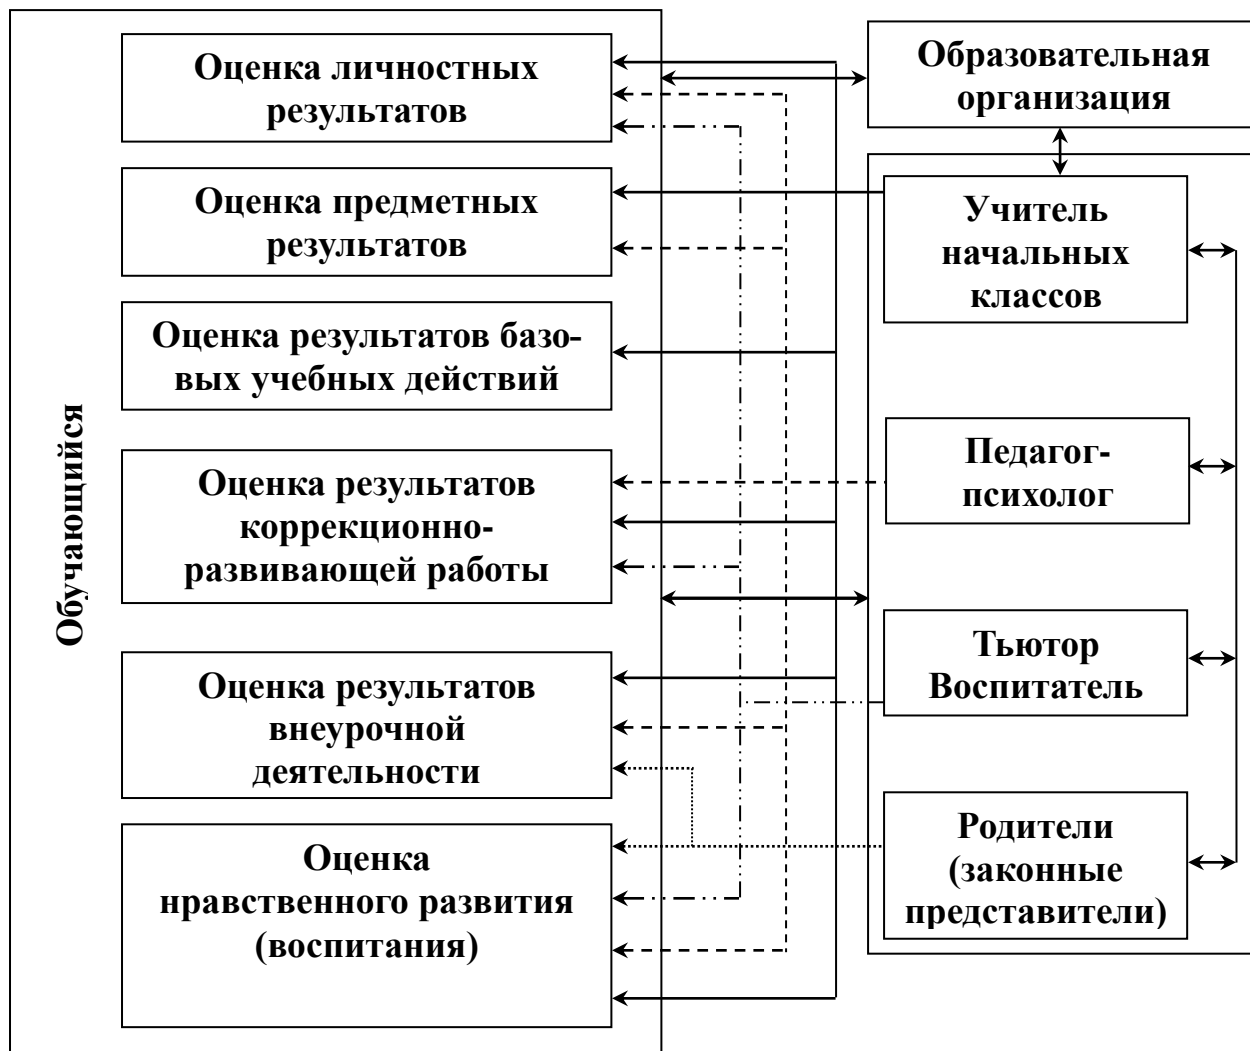 Обучающийся
Оценка личностных
результатов
Оценка предметных
результатов
Оценка результатов базо-
вых учебных действий
Оценка результатов
коррекционно-
развивающей работы
Оценка результатов
внеурочной
деятельности
Оценка
нравственного развития
(воспитания)
Образовательная
организация
Учитель
начальных
классов
Педагог-
психолог
Тьютор
Воспитатель
Родители
(законные
представители)